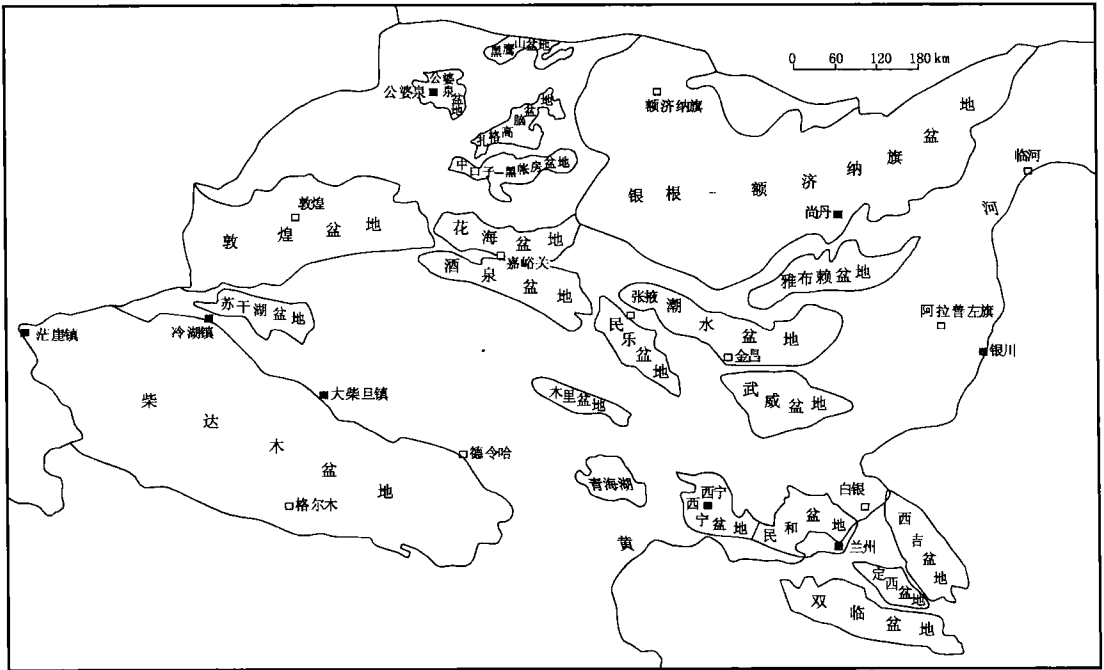 黑鹰山盆地
0 60 120 180 km
公婆泉
公婆泉盆地
额济纳旗
扎格高脑盆地
中口子—黑帐房盆地
银根-额济纳旗盆地
临河
河
尚丹
敦煌
敦煌盆地
花海盆地
嘉峪关
酒泉盆地
雅布赖盆地
苏干湖盆地
冷湖镇
茫崖镇
张掖
潮水盆地
民乐盆地
金昌
阿拉善左旗
银川
大柴旦镇
木里盆地
武威盆地
柴达木盆地
德令哈
青海湖
格尔木
西宁
西宁盆地
民和盆地
白银
兰州
西吉盆地
黄
定西盆地
双临盆地